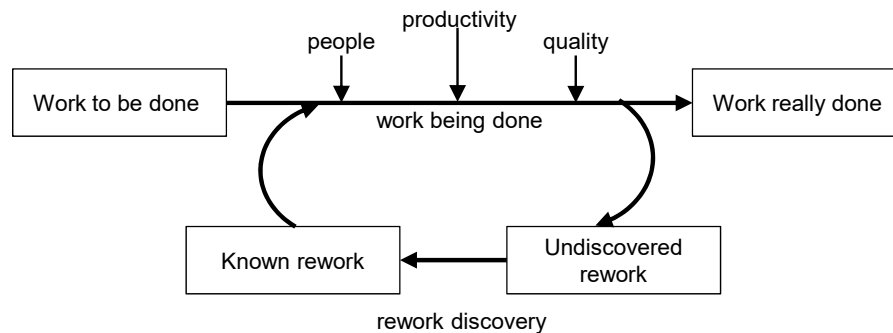 productivity
people
quality
Work to be done
Work really done
work being done
Known rework
Undiscovered
rework
rework discovery